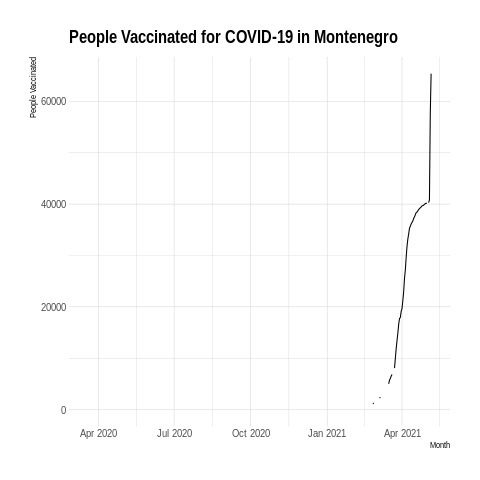 People Vaccinated for COVID-19 in Montenegro
People Vaccinated
60000
40000
20000
0
Apr 2020 Jul 2020 Oct 2020 Jan 2021 Apr 2021
Month